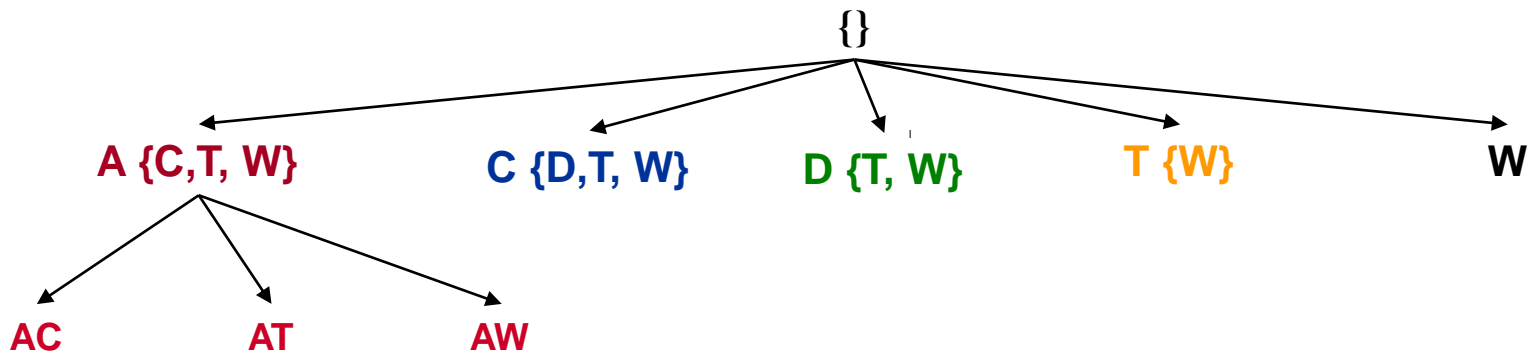 {}
A {C,T, W} C {D,T, W} D {T, W} T {W} W
AC AT AW